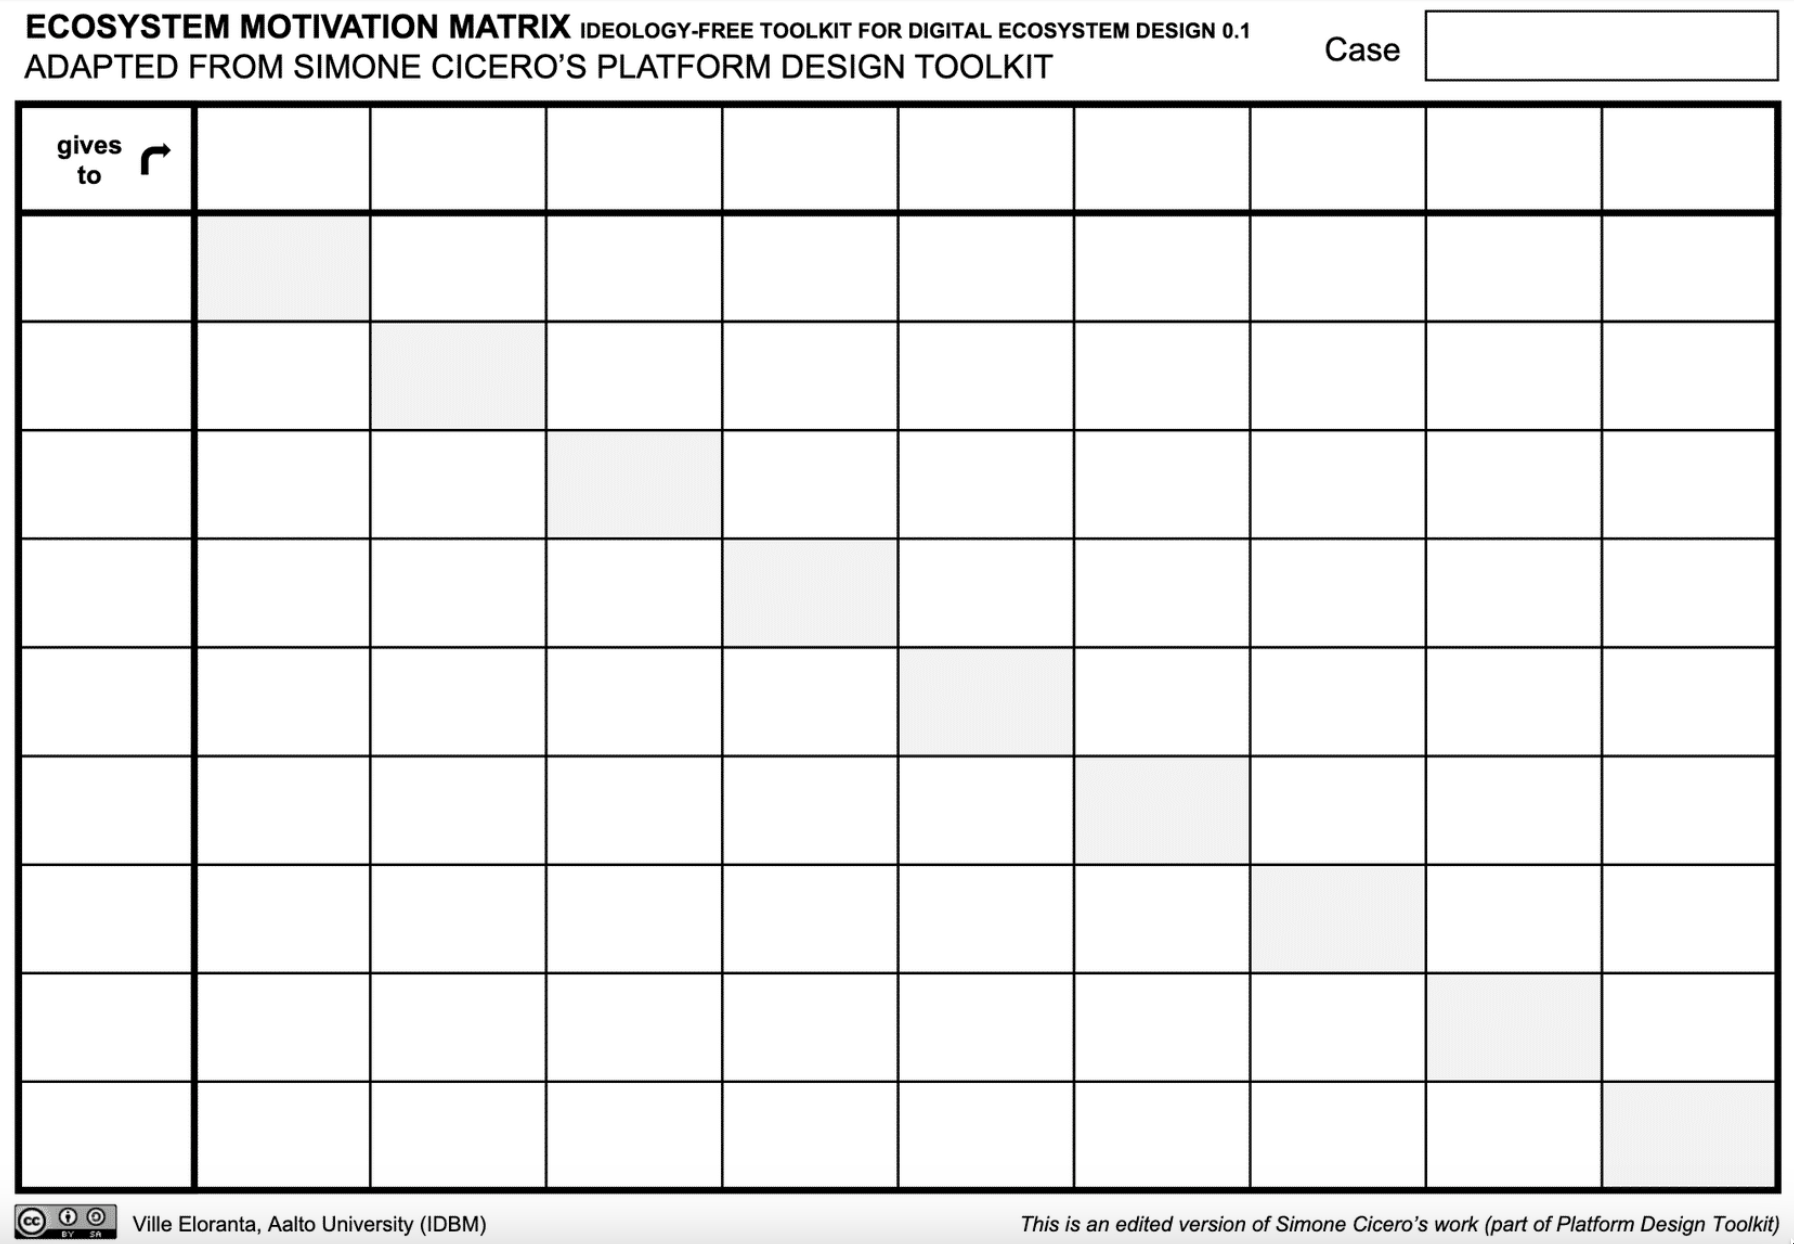 ECOSYSTEM MOTIVATION MATRIX IDEOLOGY-FREE TOOLKIT FOR DIGITAL ECOSYSTEM DESIGN 0.1
ADAPTED FROM SIMONE CICERO’S PLATFORM DESIGN TOOLKIT
Case
gives
to
cc BY SA
Ville Eloranta, Aalto University (IDBM)
This is an edited version of Simone Cicero’s work (part of Platform Design Toolkit)